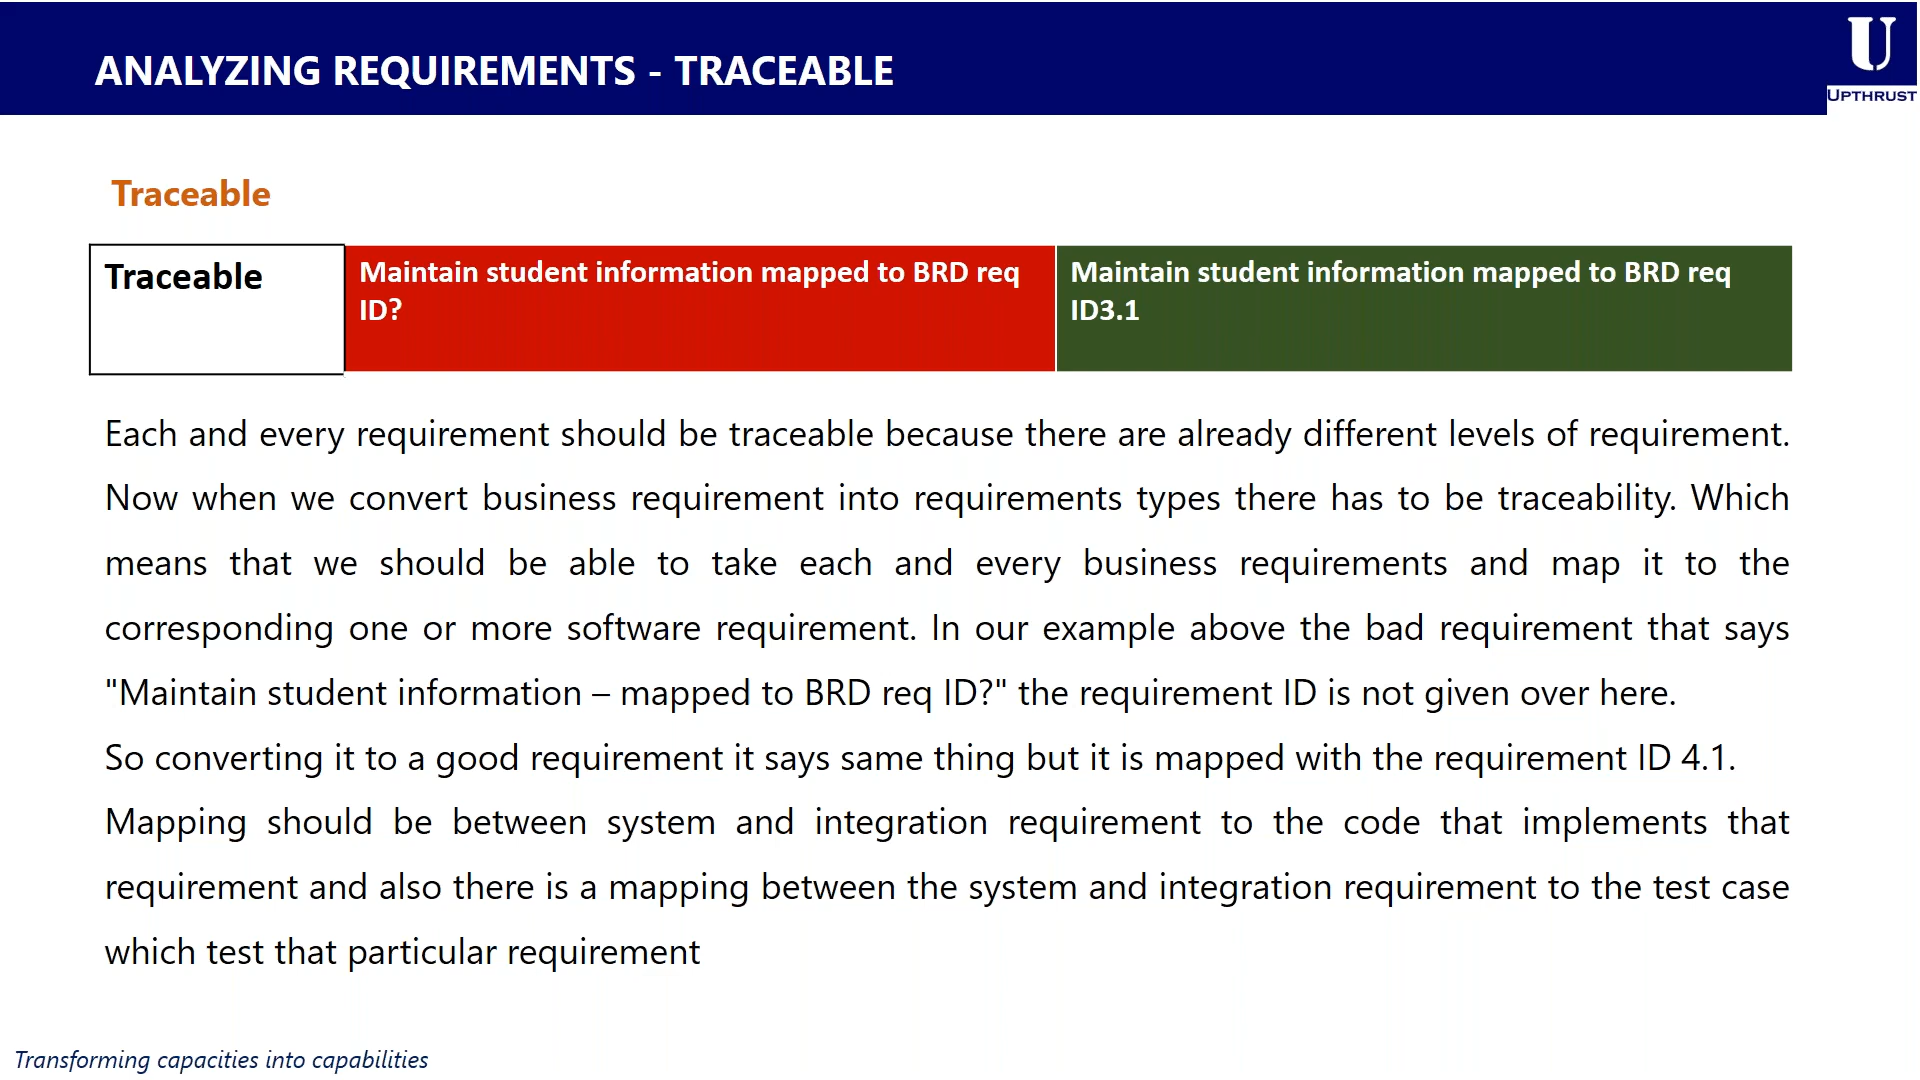 ANALYZING REQUIREMENTS - TRACEABLE
U
UPTHRUST
Traceable
Traceable
Maintain student information mapped to BRD req
ID?
Maintain student information mapped to BRD req
ID3.1
Each and every requirement should be traceable because there are already different levels of requirement.
Now when we convert business requirement into requirements types there has to be traceability. Which
means that we should be able to take each and every business requirements and map it to the
corresponding one or more software requirement. In our example above the bad requirement that says
"Maintain student information – mapped to BRD req ID?" the requirement ID is not given over here.
So converting it to a good requirement it says same thing but it is mapped with the requirement ID 4.1.
Mapping should be between system and integration requirement to the code that implements that
requirement and also there is a mapping between the system and integration requirement to the test case
which test that particular requirement
Transforming capacities into capabilities